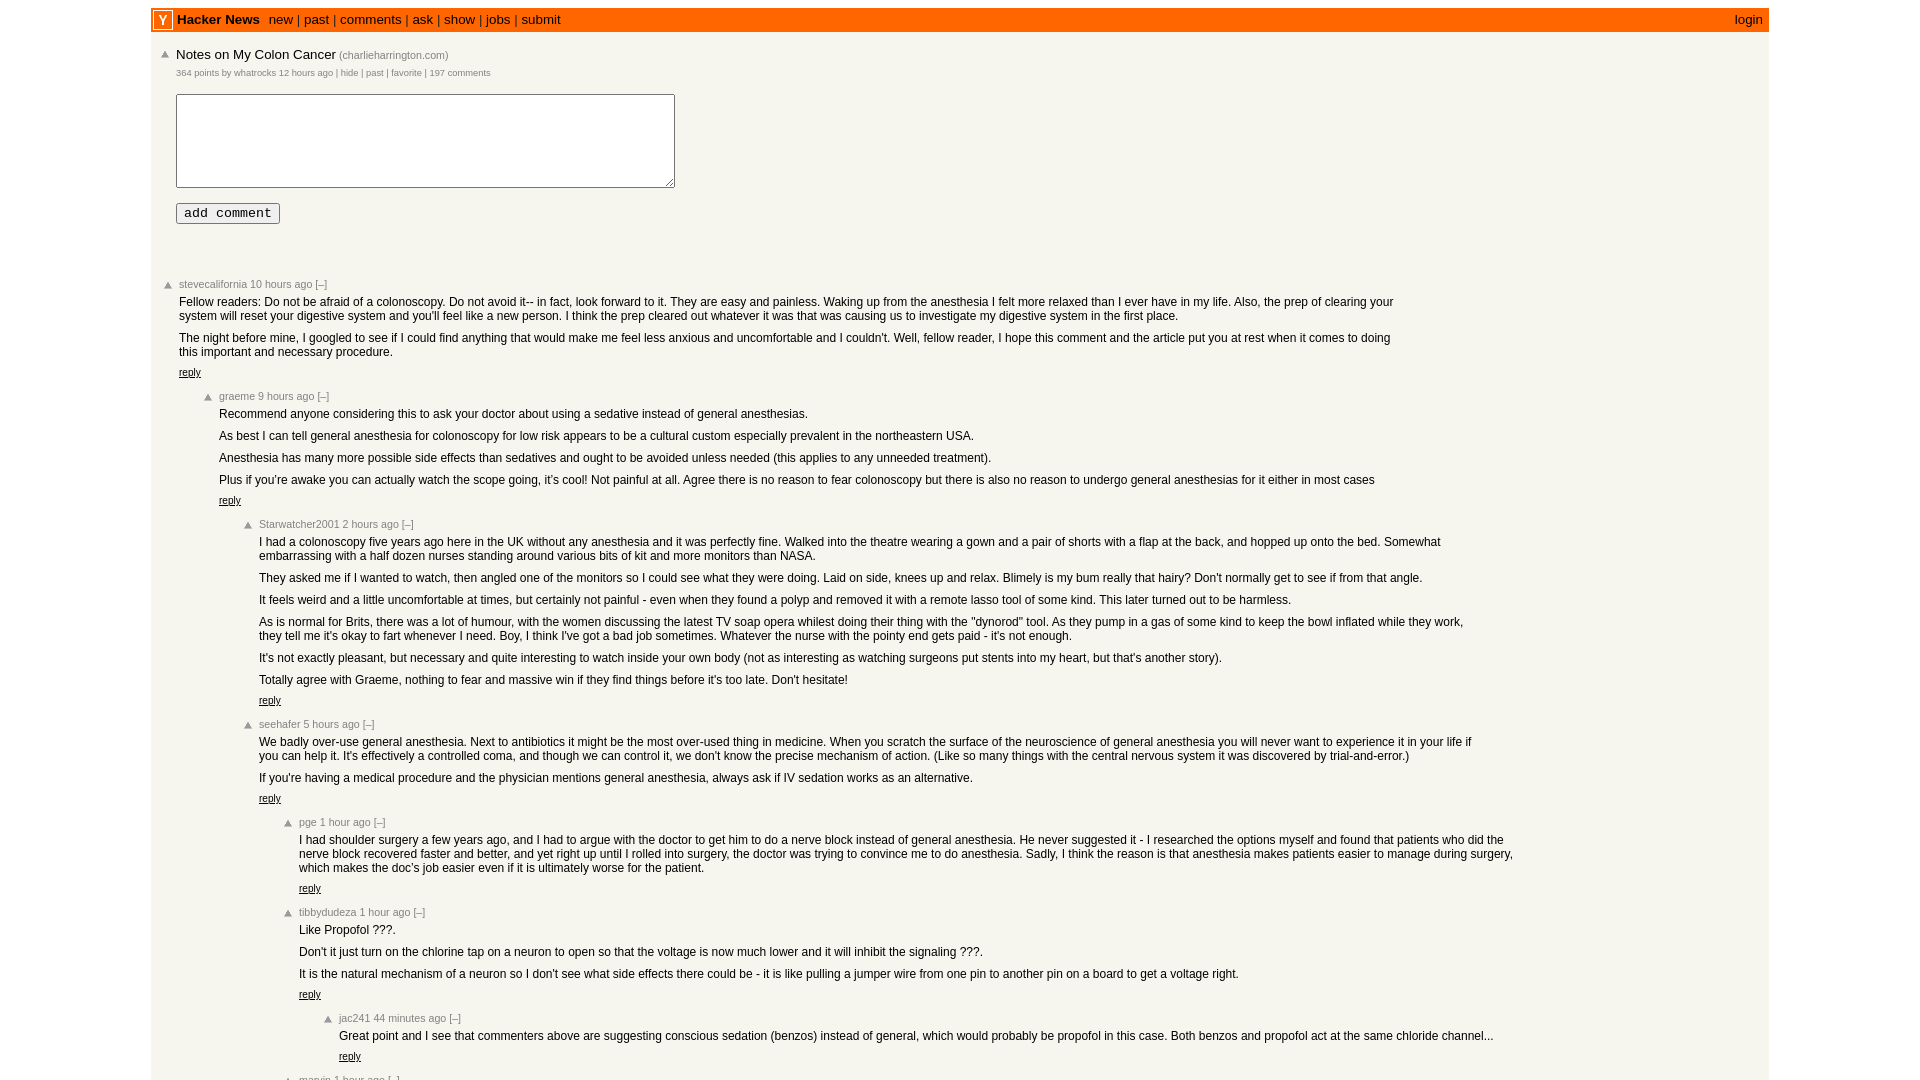 Y Hacker News new | past | comments | ask | show | jobs | submit login
Notes on My Colon Cancer (charlieharrington.com)
364 points by whatrocks 12 hours ago | hide | past | favorite | 197 comments
add comment
stevecalifornia 10 hours ago [–]
Fellow readers: Do not be afraid of a colonoscopy. Do not avoid it-- in fact, look forward to it. They are easy and painless. Waking up from the anesthesia I felt more relaxed than I ever have in my life. Also, the prep of clearing your
system will reset your digestive system and you'll feel like a new person. I think the prep cleared out whatever it was that was causing us to investigate my digestive system in the first place.
The night before mine, I googled to see if I could find anything that would make me feel less anxious and uncomfortable and I couldn't. Well, fellow reader, I hope this comment and the article put you at rest when it comes to doing
this important and necessary procedure.
reply
graeme 9 hours ago [–]
Recommend anyone considering this to ask your doctor about using a sedative instead of general anesthesias.
As best I can tell general anesthesia for colonoscopy for low risk appears to be a cultural custom especially prevalent in the northeastern USA.
Anesthesia has many more possible side effects than sedatives and ought to be avoided unless needed (this applies to any unneeded treatment).
Plus if you're awake you can actually watch the scope going, it's cool! Not painful at all. Agree there is no reason to fear colonoscopy but there is also no reason to undergo general anesthesias for it either in most cases
reply
Starwatcher2001 2 hours ago [–]
I had a colonoscopy five years ago here in the UK without any anesthesia and it was perfectly fine. Walked into the theatre wearing a gown and a pair of shorts with a flap at the back, and hopped up onto the bed. Somewhat
embarrassing with a half dozen nurses standing around various bits of kit and more monitors than NASA.
They asked me if I wanted to watch, then angled one of the monitors so I could see what they were doing. Laid on side, knees up and relax. Blimely is my bum really that hairy? Don't normally get to see if from that angle.
It feels weird and a little uncomfortable at times, but certainly not painful - even when they found a polyp and removed it with a remote lasso tool of some kind. This later turned out to be harmless.
As is normal for Brits, there was a lot of humour, with the women discussing the latest TV soap opera whilest doing their thing with the "dynorod" tool. As they pump in a gas of some kind to keep the bowl inflated while they work,
they tell me it's okay to fart whenever I need. Boy, I think I've got a bad job sometimes. Whatever the nurse with the pointy end gets paid - it's not enough.
It's not exactly pleasant, but necessary and quite interesting to watch inside your own body (not as interesting as watching surgeons put stents into my heart, but that's another story).
Totally agree with Graeme, nothing to fear and massive win if they find things before it's too late. Don't hesitate!
reply
seehafer 5 hours ago [–]
We badly over-use general anesthesia. Next to antibiotics it might be the most over-used thing in medicine. When you scratch the surface of the neuroscience of general anesthesia you will never want to experience it in your life if
you can help it. It's effectively a controlled coma, and though we can control it, we don't know the precise mechanism of action. (Like so many things with the central nervous system it was discovered by trial-and-error.)
If you're having a medical procedure and the physician mentions general anesthesia, always ask if IV sedation works as an alternative.
reply
pge 1 hour ago [–]
I had shoulder surgery a few years ago, and I had to argue with the doctor to get him to do a nerve block instead of general anesthesia. He never suggested it - I researched the options myself and found that patients who did the
nerve block recovered faster and better, and yet right up until I rolled into surgery, the doctor was trying to convince me to do anesthesia. Sadly, I think the reason is that anesthesia makes patients easier to manage during surgery,
which makes the doc's job easier even if it is ultimately worse for the patient.
reply
tibbydudeza 1 hour ago [–]
Like Propofol ???.
Don't it just turn on the chlorine tap on a neuron to open so that the voltage is now much lower and it will inhibit the signaling ???.
It is the natural mechanism of a neuron so I don't see what side effects there could be - it is like pulling a jumper wire from one pin to another pin on a board to get a voltage right.
reply
jac241 44 minutes ago [–]
Great point and I see that commenters above are suggesting conscious sedation (benzos) instead of general, which would probably be propofol in this case. Both benzos and propofol act at the same chloride channel...
reply
1 hour ago [–]